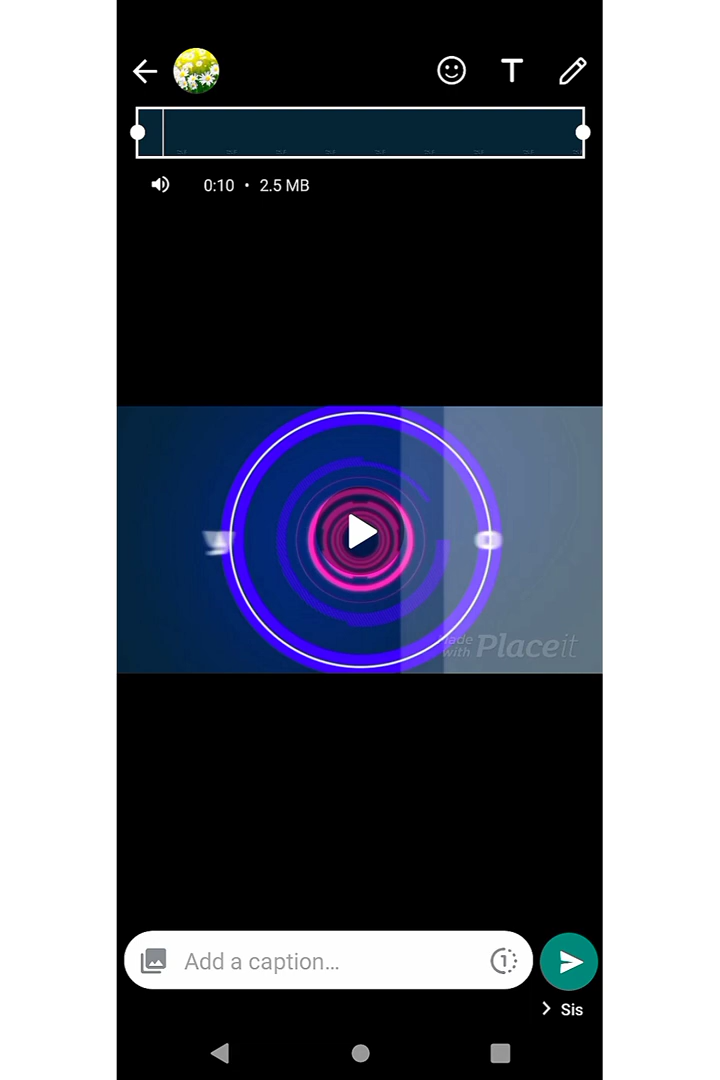 T
0:10 • 2.5 MB
Made
with Placeit
Add a caption...
1
Sis